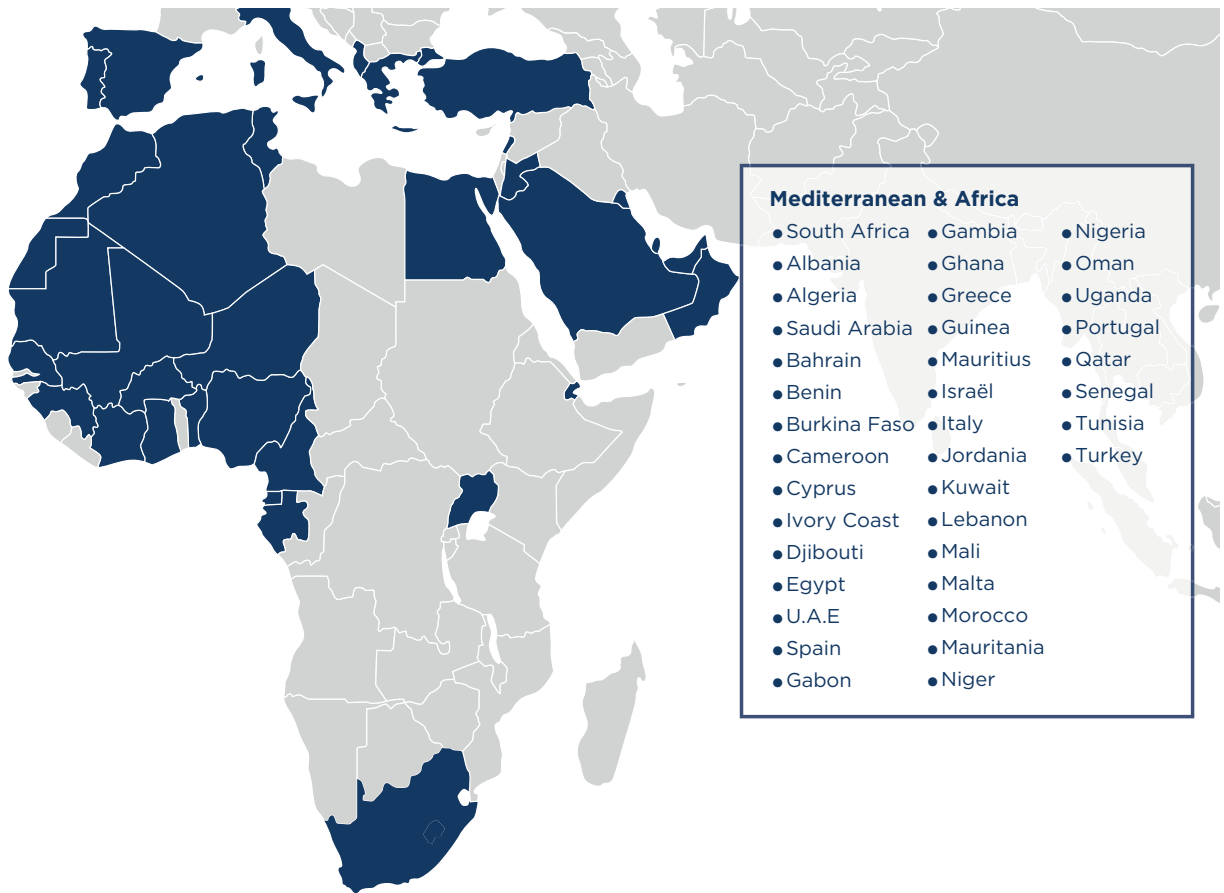 Mediterranean & Africa
• South Africa
• Albania
• Algeria
• Saudi Arabia
• Bahrain
• Benin
• Burkina Faso
• Cameroon
• Cyprus
• Ivory Coast
• Djibouti
• Egypt
• U.A.E
• Spain
• Gabon
• Gambia
• Ghana
• Greece
• Guinea
• Mauritius
• Israël
• Italy
• Jordania
• Kuwait
• Lebanon
• Mali
• Malta
• Morocco
• Mauritania
• Niger
• Nigeria
• Oman
• Uganda
• Portugal
• Qatar
• Senegal
• Tunisia
• Turkey